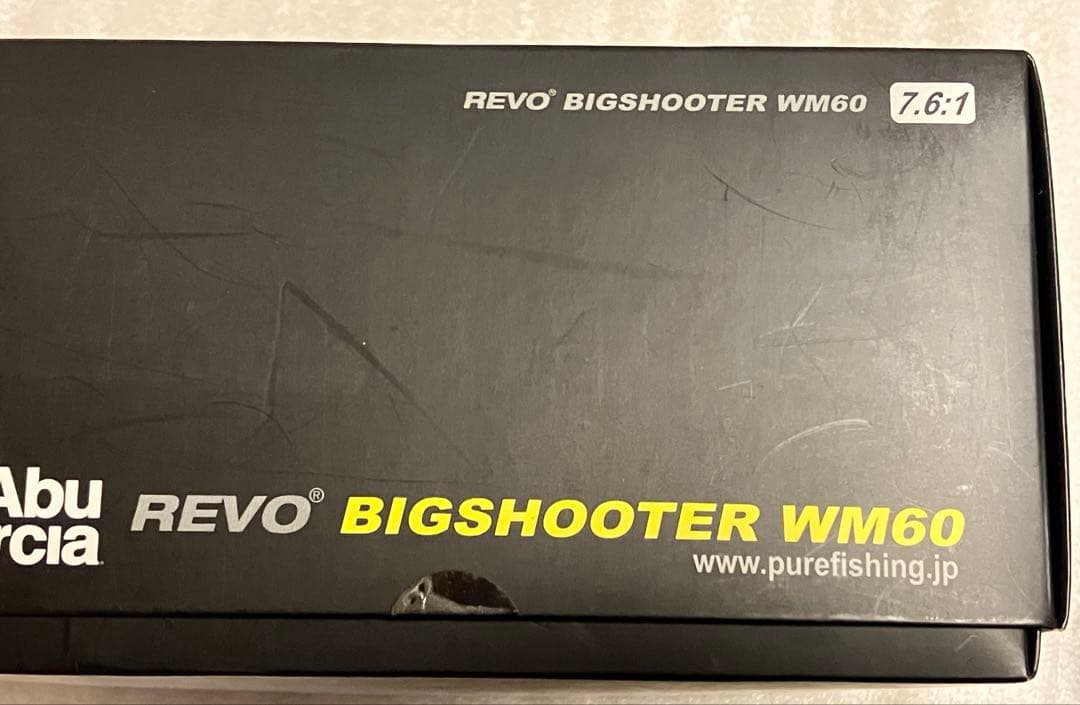 REVO® BIGSHOOTER WM60 7.6:1
Abu
rcia
REVO® BIGSHOOTER WM60
www.purefishing.jp